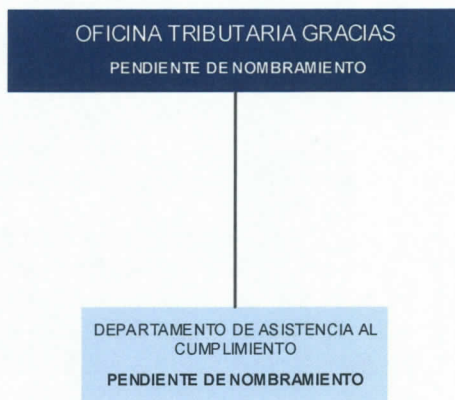 OFICINA TRIBUTARIA GRACIAS
PENDIENTE DE NOMBRAMIENTO
DEPARTAMENTO DE ASISTENCIA AL
CUMPLIMIENTO
PENDIENTE DE NOMBRAMIENTO